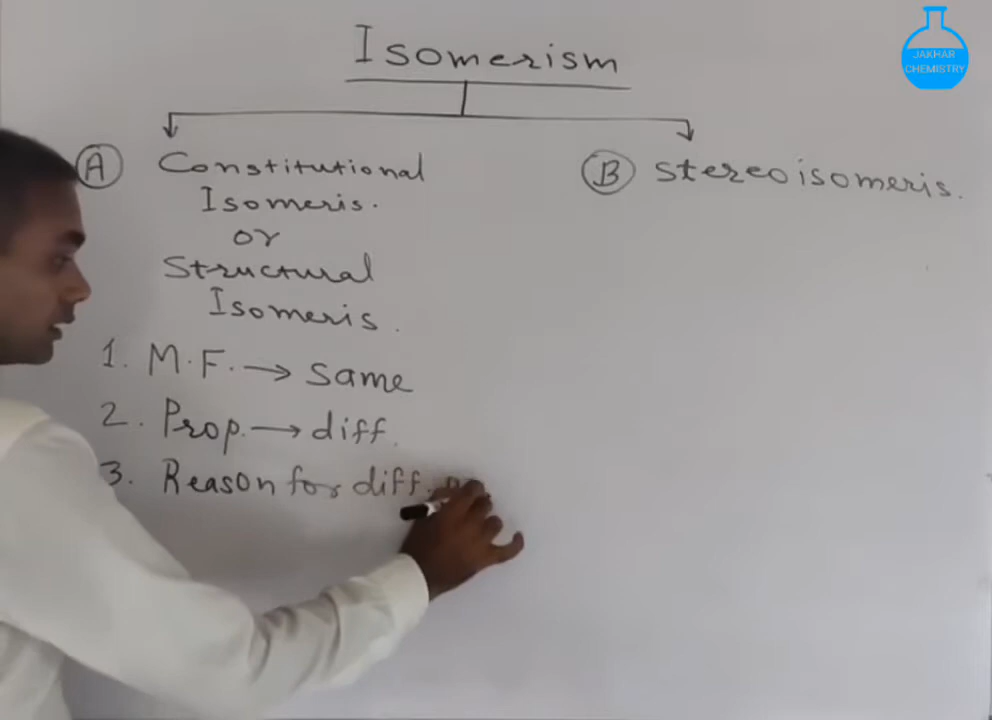 Isomerism
JAKHAR
CHEMISTRY
A Constitutional
Isomeris.
or
Structural
Isomeris.
B Stereoisomeris.
1. M.F. → same
2. Prop. → diff.
3. Reason for diff.